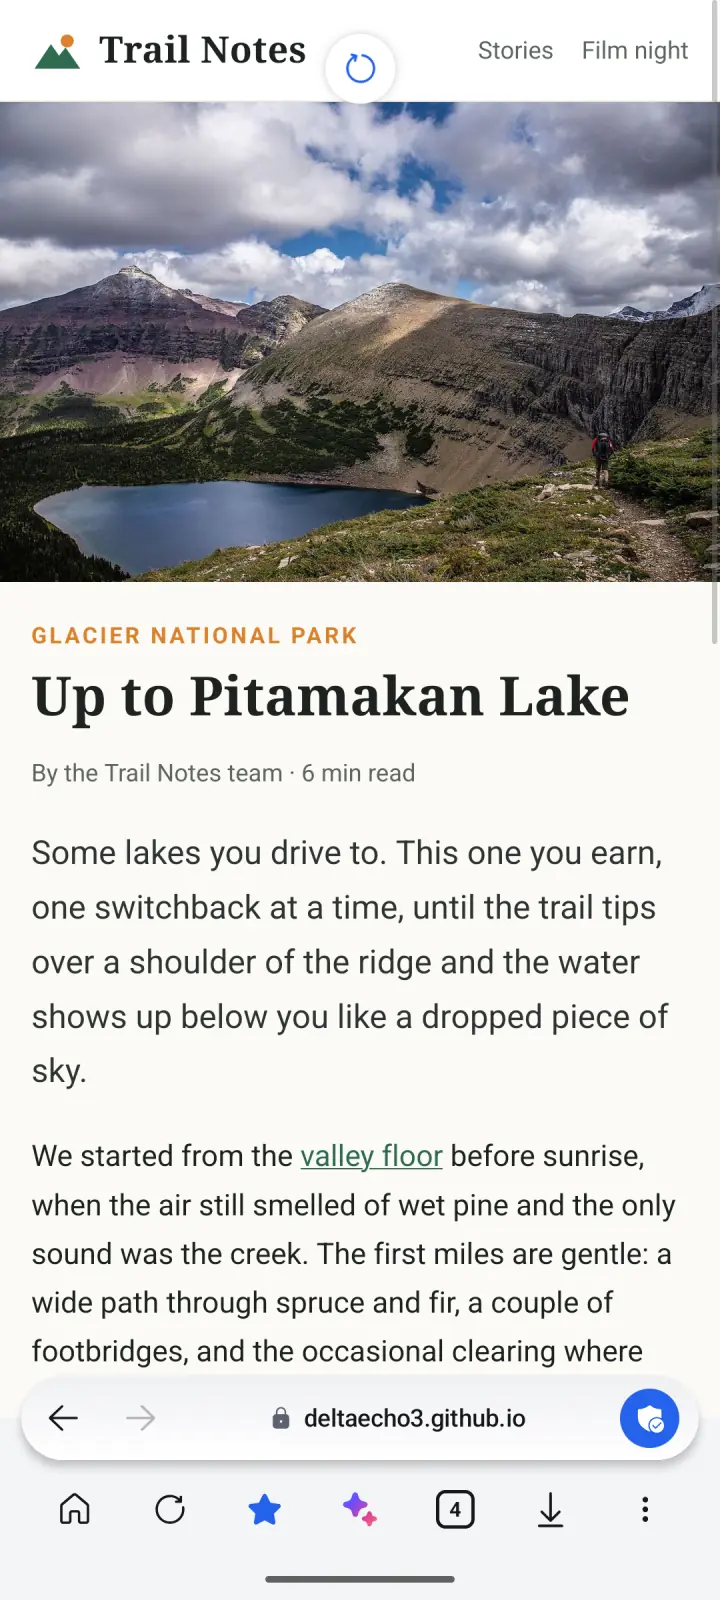 Trail Notes
Stories
Film night
GLACIER NATIONAL PARK
Up to Pitamakan Lake
By the Trail Notes team · 6 min read
Some lakes you drive to. This one you earn,
one switchback at a time, until the trail tips
over a shoulder of the ridge and the water
shows up below you like a dropped piece of
sky.
We started from the valley floor before sunrise,
when the air still smelled of wet pine and the only
sound was the creek. The first miles are gentle: a
wide path through spruce and fir, a couple of
footbridges, and the occasional clearing where
deltaecho3.github.io
4